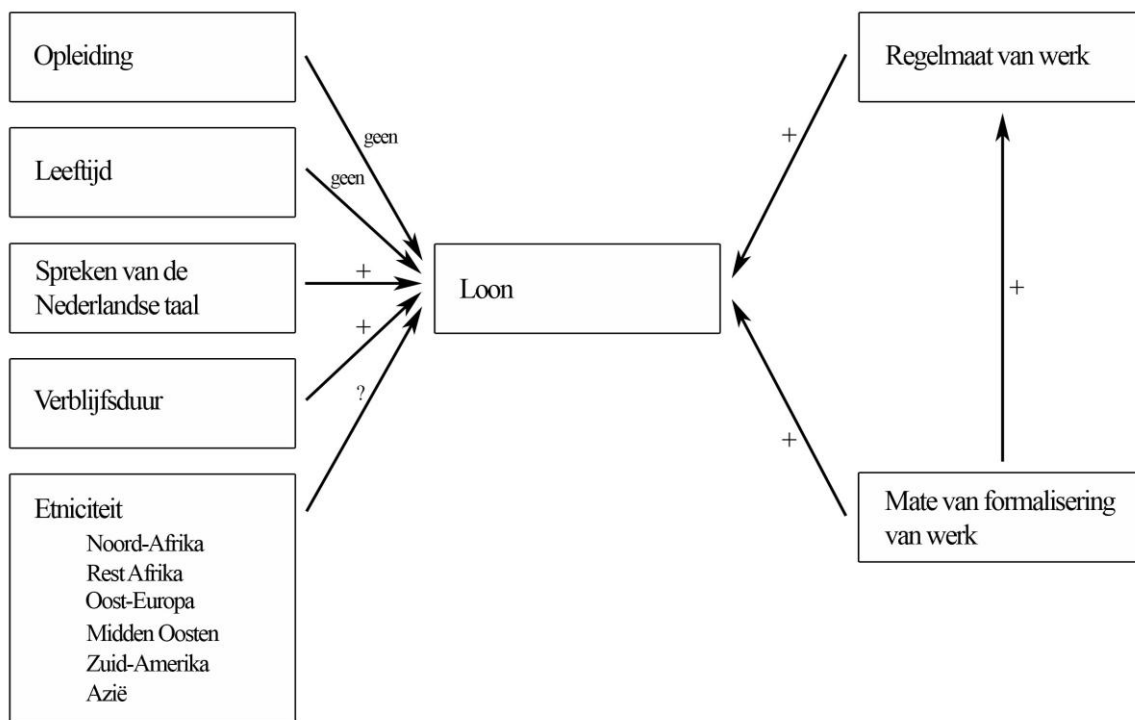 Opleiding
geen
Leeftijd
geen
Spreken van de
Nederlandse taal
+
Verblijfsduur
+
Etniciteit
?
Noord-Afrika
Rest Afrika
Oost-Europa
Midden Oosten
Zuid-Amerika
Azië
Loon
Regelmaat van werk
+
+
+
Mate van formalisering
van werk